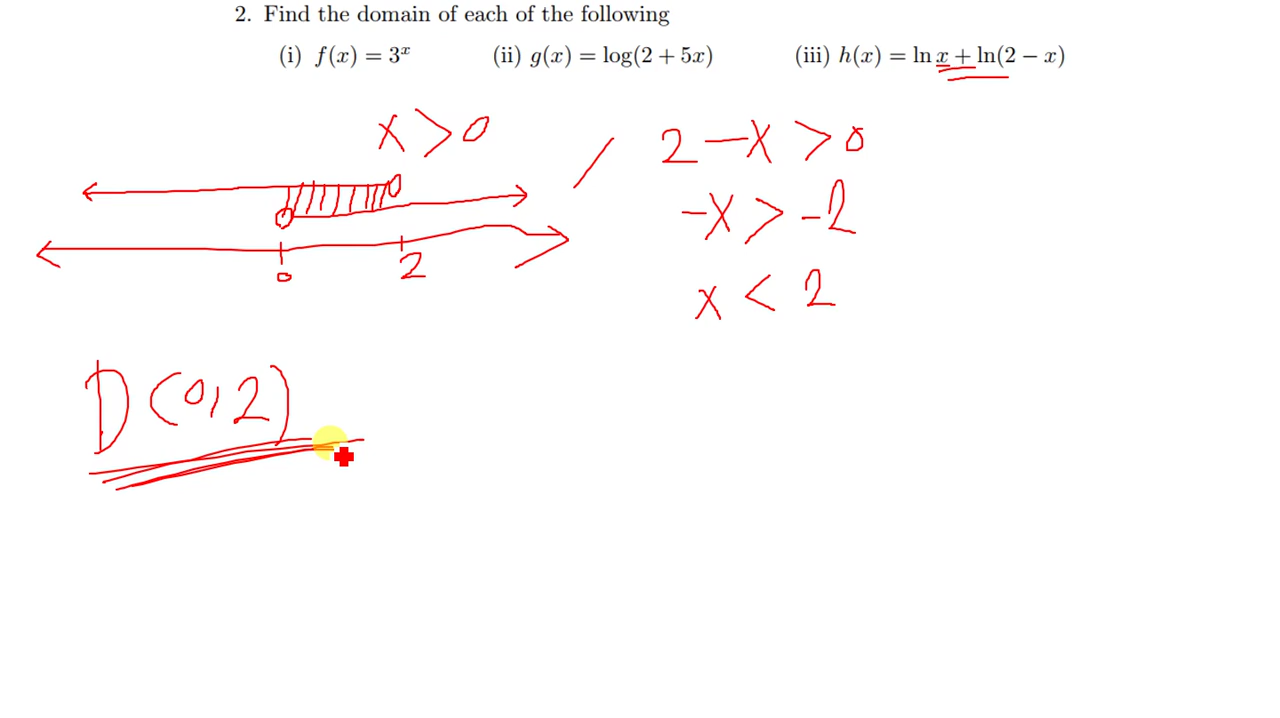 2. Find the domain of each of the following
(i) f(x) = 3^x (ii) g(x) = log(2 + 5x) (iii) h(x) = ln x + ln(2 − x)
x > 0
2 − x > 0
-x > -2
x < 2
0 2
D (0, 2)